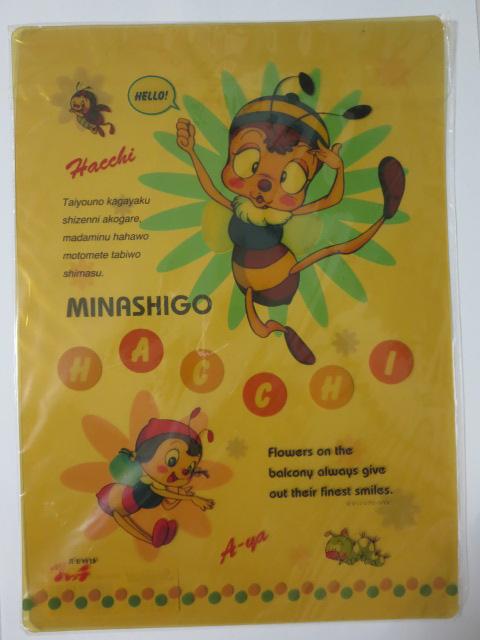 HELLO!
Hacchi
Taiyouno kagayaku
shizenni akogare,
madaminu hahawo
motomete tabiwo
shimasu.
MINASHIGO
HACCHI
Flowers on the
balcony always give
out their finest smiles.
A-ya